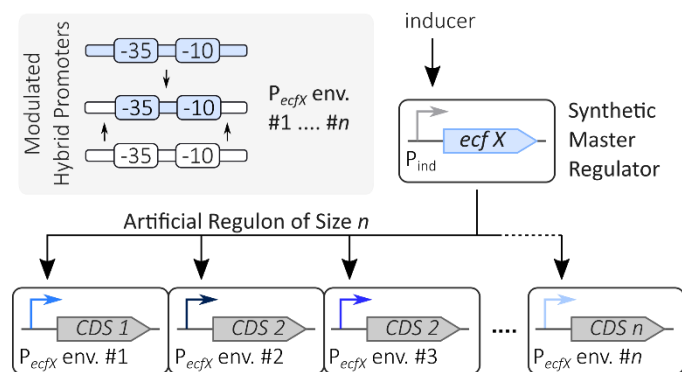 Modulated
Hybrid Promoters
-35 -10
-35 -10
-35 -10
PecfX env.
#1 .... #n
inducer
Pind
ecf X
Synthetic
Master
Regulator
Artificial Regulon of Size n
CDS 1
PecfX env. #1
CDS 2
PecfX env. #2
CDS 2
PecfX env. #3
....
CDS n
PecfX env. #n